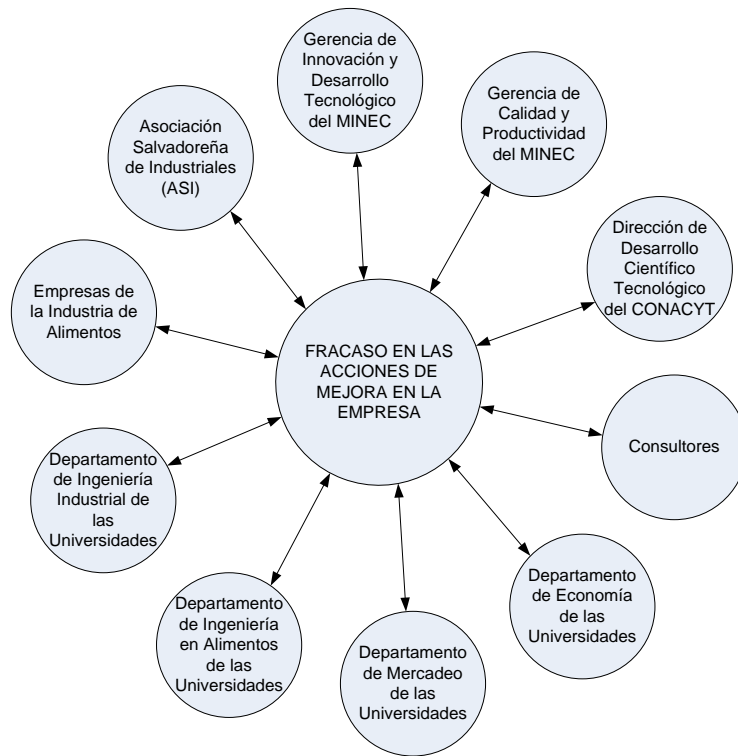 Gerencia de
Innovación y
Desarrollo
Tecnológico
del MINEC
Gerencia de
Calidad y
Productividad
del MINEC
Asociación
Salvadoreña
de Industriales
(ASI)
Dirección de
Desarrollo
Científico
Tecnológico
del CONACYT
Empresas de
la Industria de
Alimentos
FRACASO EN LAS
ACCIONES DE
MEJORA EN LA
EMPRESA
Consultores
Departamento
de Ingeniería
Industrial de
las
Universidades
Departamento
de Economía
de las
Universidades
Departamento
de Ingeniería
en Alimentos
de las
Universidades
Departamento
de Mercadeo
de las
Universidades